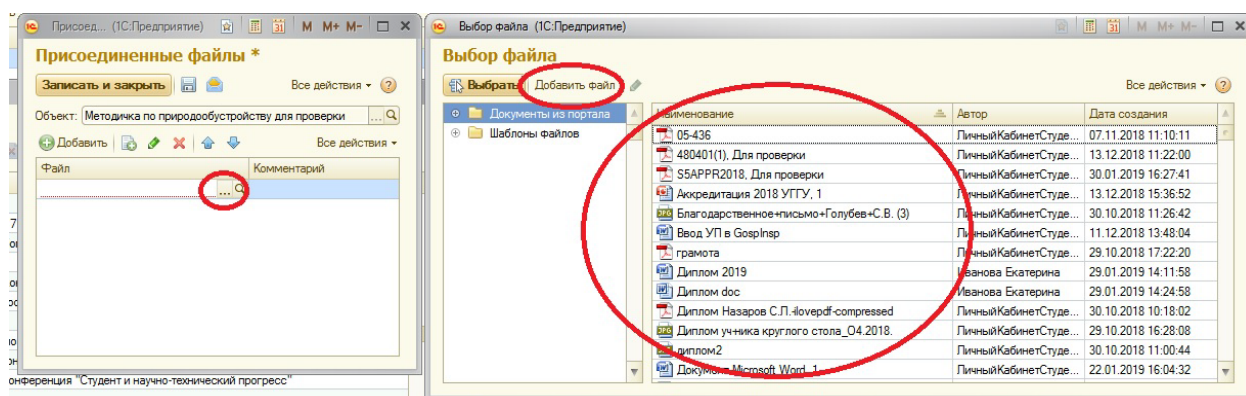 Присоед... (1С:Предприятие) M M+ M-
Присоединенные файлы *
Записать и закрыть Все действия
Объект: Методичка по природообустройству для проверки ...
Добавить Все действия
Файл Комментарий
...
онференция "Студент и научно-технический прогресс"
Выбор файла (1С:Предприятие) M M+ M-
Выбор файла
Выбрать Добавить файл Все действия
Документы из портала
Шаблоны файлов
Наименование Автор Дата создания
05-436 ЛичныйКабинетСтуде... 07.11.2018 11:10:11
480401(1), Для проверки ЛичныйКабинетСтуде... 13.12.2018 11:22:00
S5APPR2018, Для проверки ЛичныйКабинетСтуде... 30.01.2019 16:27:41
Аккредитация 2018 УГГУ, 1 ЛичныйКабинетСтуде... 13.12.2018 15:36:52
Благодарственное+письмо+Голубев+С.В. (3) ЛичныйКабинетСтуде... 30.10.2018 11:26:42
Ввод УП в GospInsp ЛичныйКабинетСтуде... 11.12.2018 13:48:04
грамота ЛичныйКабинетСтуде... 29.10.2018 17:22:20
Диплом 2019 Иванова Екатерина 29.01.2019 14:11:58
Диплом doc Иванова Екатерина 29.01.2019 14:24:58
Диплом Назаров С.П.-ilovepdf-compressed ЛичныйКабинетСтуде... 30.10.2018 10:18:02
Диплом уч-ника круглого стола_04.2018. ЛичныйКабинетСтуде... 29.10.2018 16:28:08
диплом2 ЛичныйКабинетСтуде... 30.10.2018 11:00:44
Документ Microsoft Word, 1 ЛичныйКабинетСтуде... 22.01.2019 16:04:32